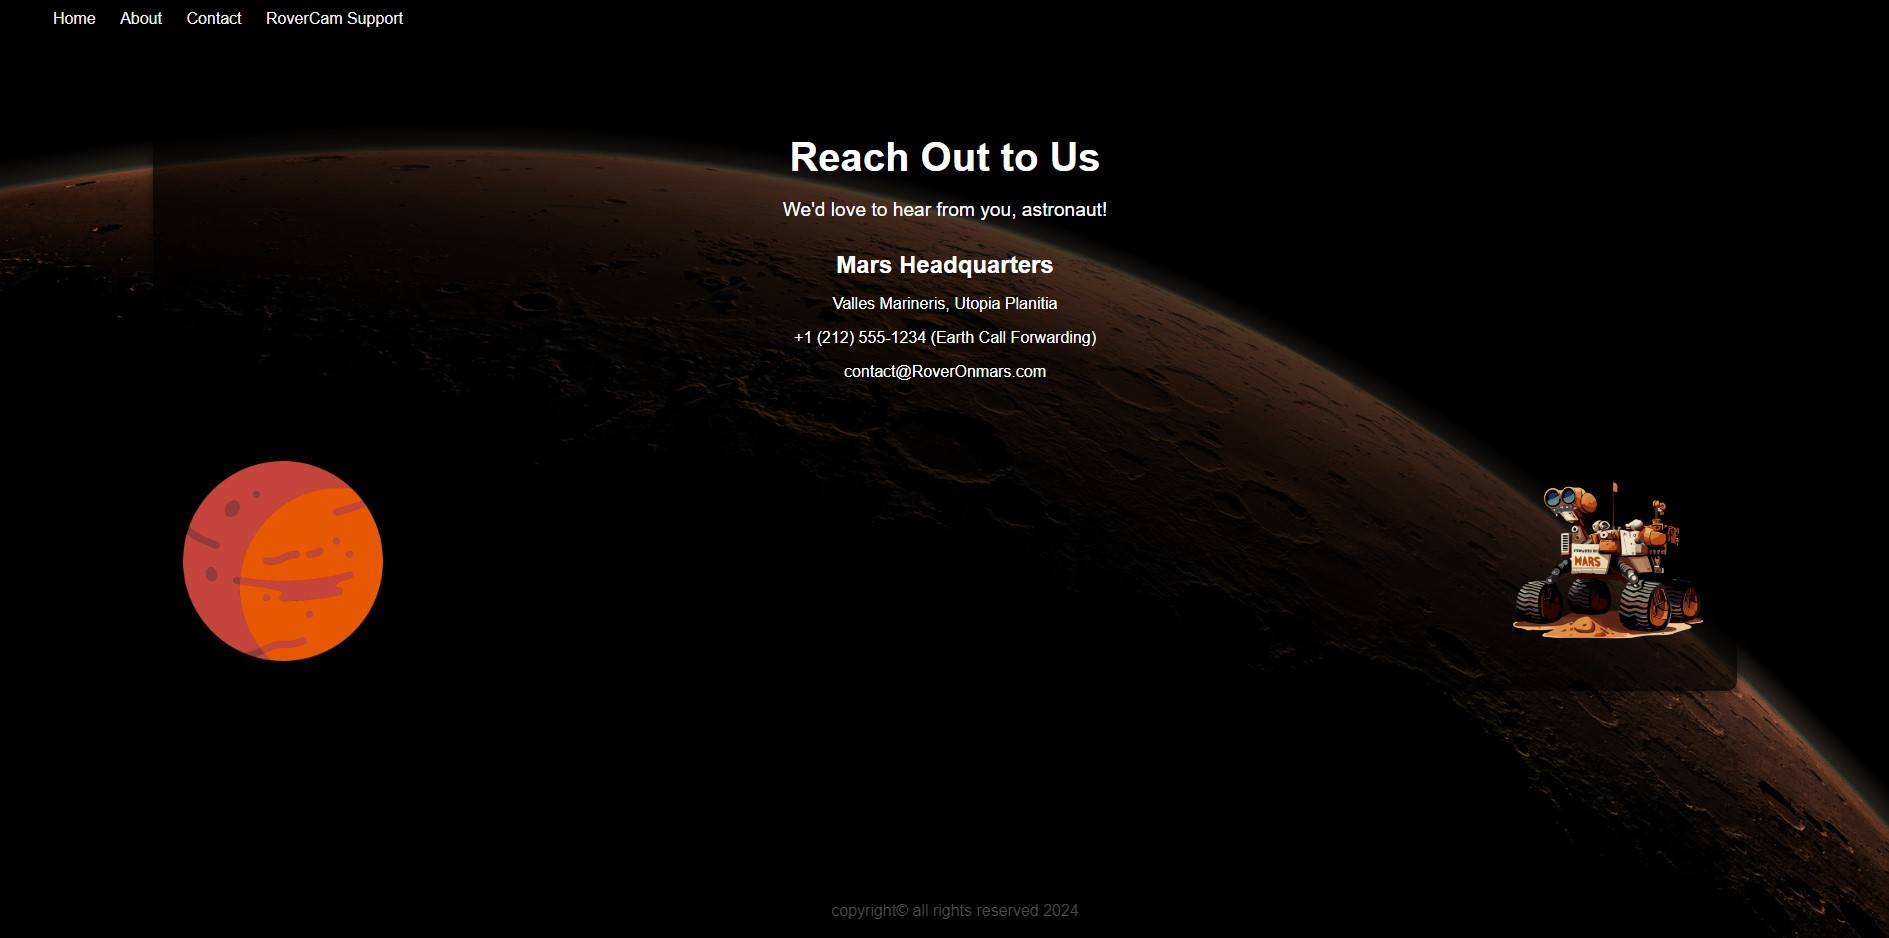 Home About Contact RoverCam Support
Reach Out to Us
We'd love to hear from you, astronaut!
Mars Headquarters
Valles Marineris, Utopia Planitia
+1 (212) 555-1234 (Earth Call Forwarding)
contact@RoverOnmars.com
MARS
copyright© all rights reserved 2024